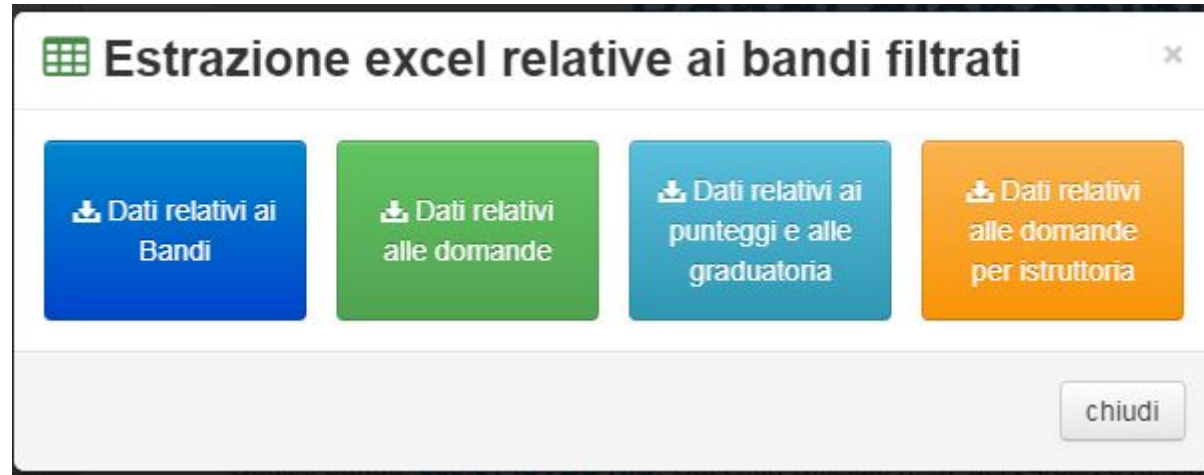 Estrazione excel relative ai bandi filtrati
×
Dati relativi ai
Bandi
Dati relativi
alle domande
Dati relativi ai
punteggi e alle
graduatoria
Dati relativi
alle domande
per istruttoria
chiudi